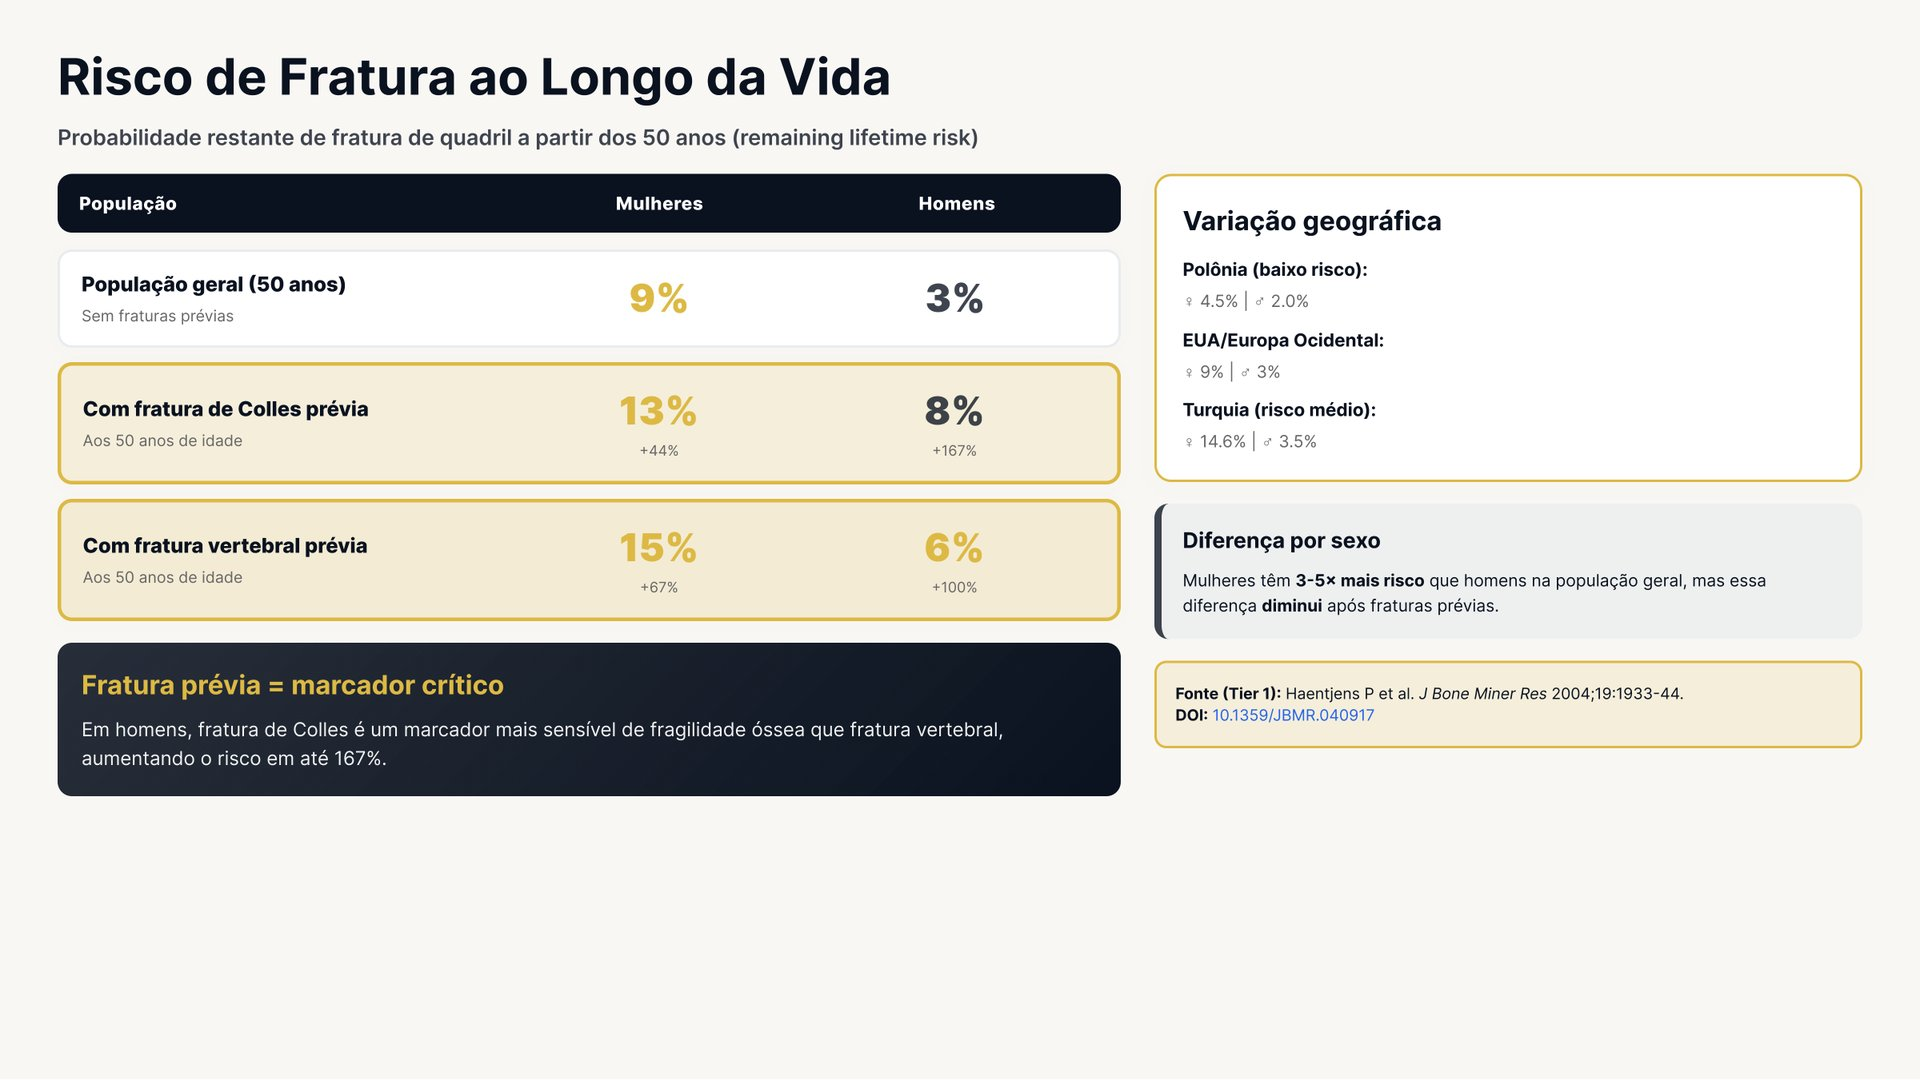 Risco de Fratura ao Longo da Vida
Probabilidade restante de fratura de quadril a partir dos 50 anos (remaining lifetime risk)
População Mulheres Homens
População geral (50 anos)
Sem fraturas prévias
9% 3%
Com fratura de Colles prévia
Aos 50 anos de idade
13% 8%
+44% +167%
Com fratura vertebral prévia
Aos 50 anos de idade
15% 6%
+67% +100%
Fratura prévia = marcador crítico
Em homens, fratura de Colles é um marcador mais sensível de fragilidade óssea que fratura vertebral,
aumentando o risco em até 167%.
Variação geográfica
Polônia (baixo risco):
♀ 4.5% | ♂ 2.0%
EUA/Europa Ocidental:
♀ 9% | ♂ 3%
Turquia (risco médio):
♀ 14.6% | ♂ 3.5%
Diferença por sexo
Mulheres têm 3-5× mais risco que homens na população geral, mas essa
diferença diminui após fraturas prévias.
Fonte (Tier 1): Haentjens P et al. J Bone Miner Res 2004;19:1933-44.
DOI: 10.1359/JBMR.040917